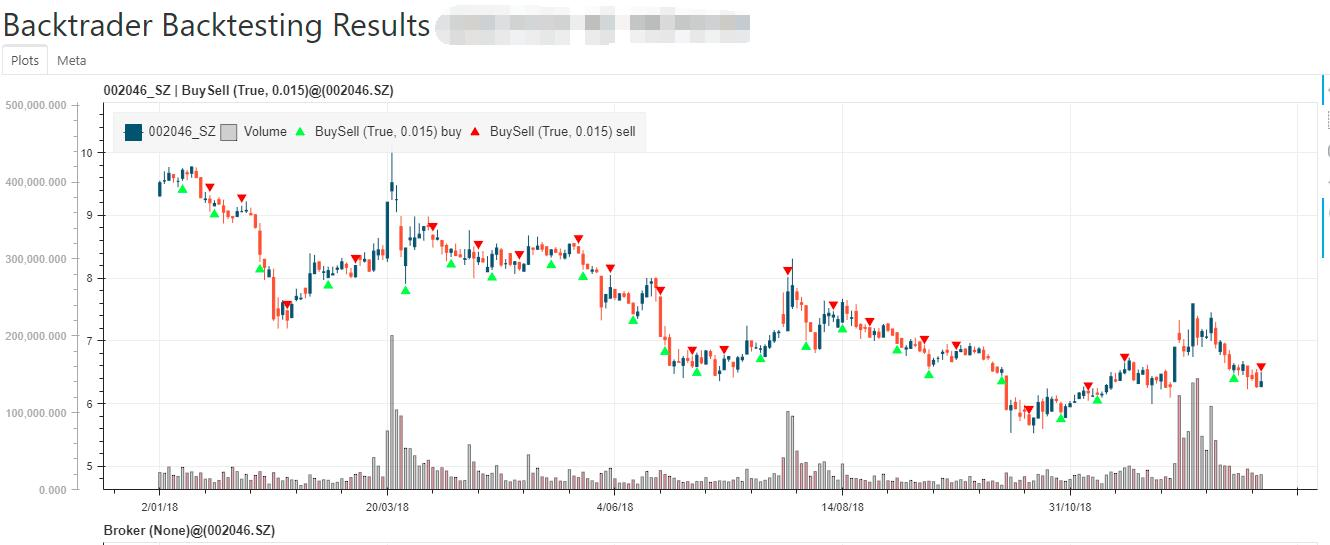 Backtrader Backtesting Results
Plots Meta
002046_SZ | BuySell (True, 0.015)@(002046.SZ)
002046_SZ Volume BuySell (True, 0.015) buy BuySell (True, 0.015) sell
500,000.000
400,000.000
300,000.000
200,000.000
100,000.000
0.000
10
9
8
7
6
5
2/01/18 20/03/18 4/06/18 14/08/18 31/10/18
Broker (None)@(002046.SZ)